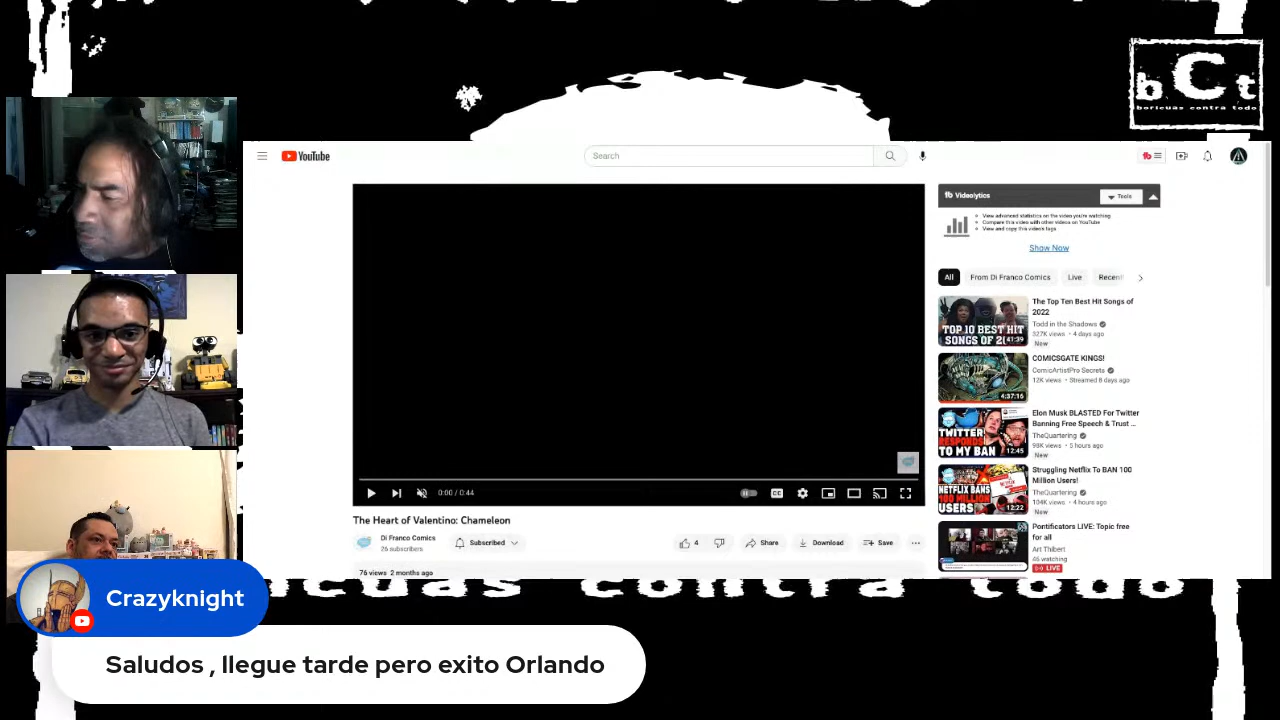 bCt
boricuas contra todo
YouTube
Search
0:00 / 0:44
The Heart of Valentino: Chameleon
Di Franco Comics
26 subscribers
Subscribed
4
Share
Download
Save
76 views 2 months ago
Videolytics
Tools
View advanced statistics on the video you're watching
Compare this video with other videos on YouTube
View and copy this video's tags
Show Now
All
From Di Franco Comics
Live
Recent
TOP 10 BEST HIT
SONGS OF 2
41:39
The Top Ten Best Hit Songs of
2022
Todd in the Shadows
327K views • 4 days ago
New
4:37:16
COMICSGATE KINGS!
ComicArtistPro Secrets
12K views • Streamed 6 days ago
TWITTER
RESPONDS
TO MY BAN
12:45
Elon Musk BLASTED For Twitter
Banning Free Speech & Trust ...
TheQuartering
98K views • 5 hours ago
New
NETFLIX BANS
100 MILLION
USERS
12:22
Struggling Netflix To BAN 100
Million Users!
TheQuartering
104K views • 4 hours ago
New
Pontificators LIVE: Topic free
for all
Art Thibert
46 watching
LIVE
cuas contra todo
Crazyknight
Saludos , llegue tarde pero exito Orlando